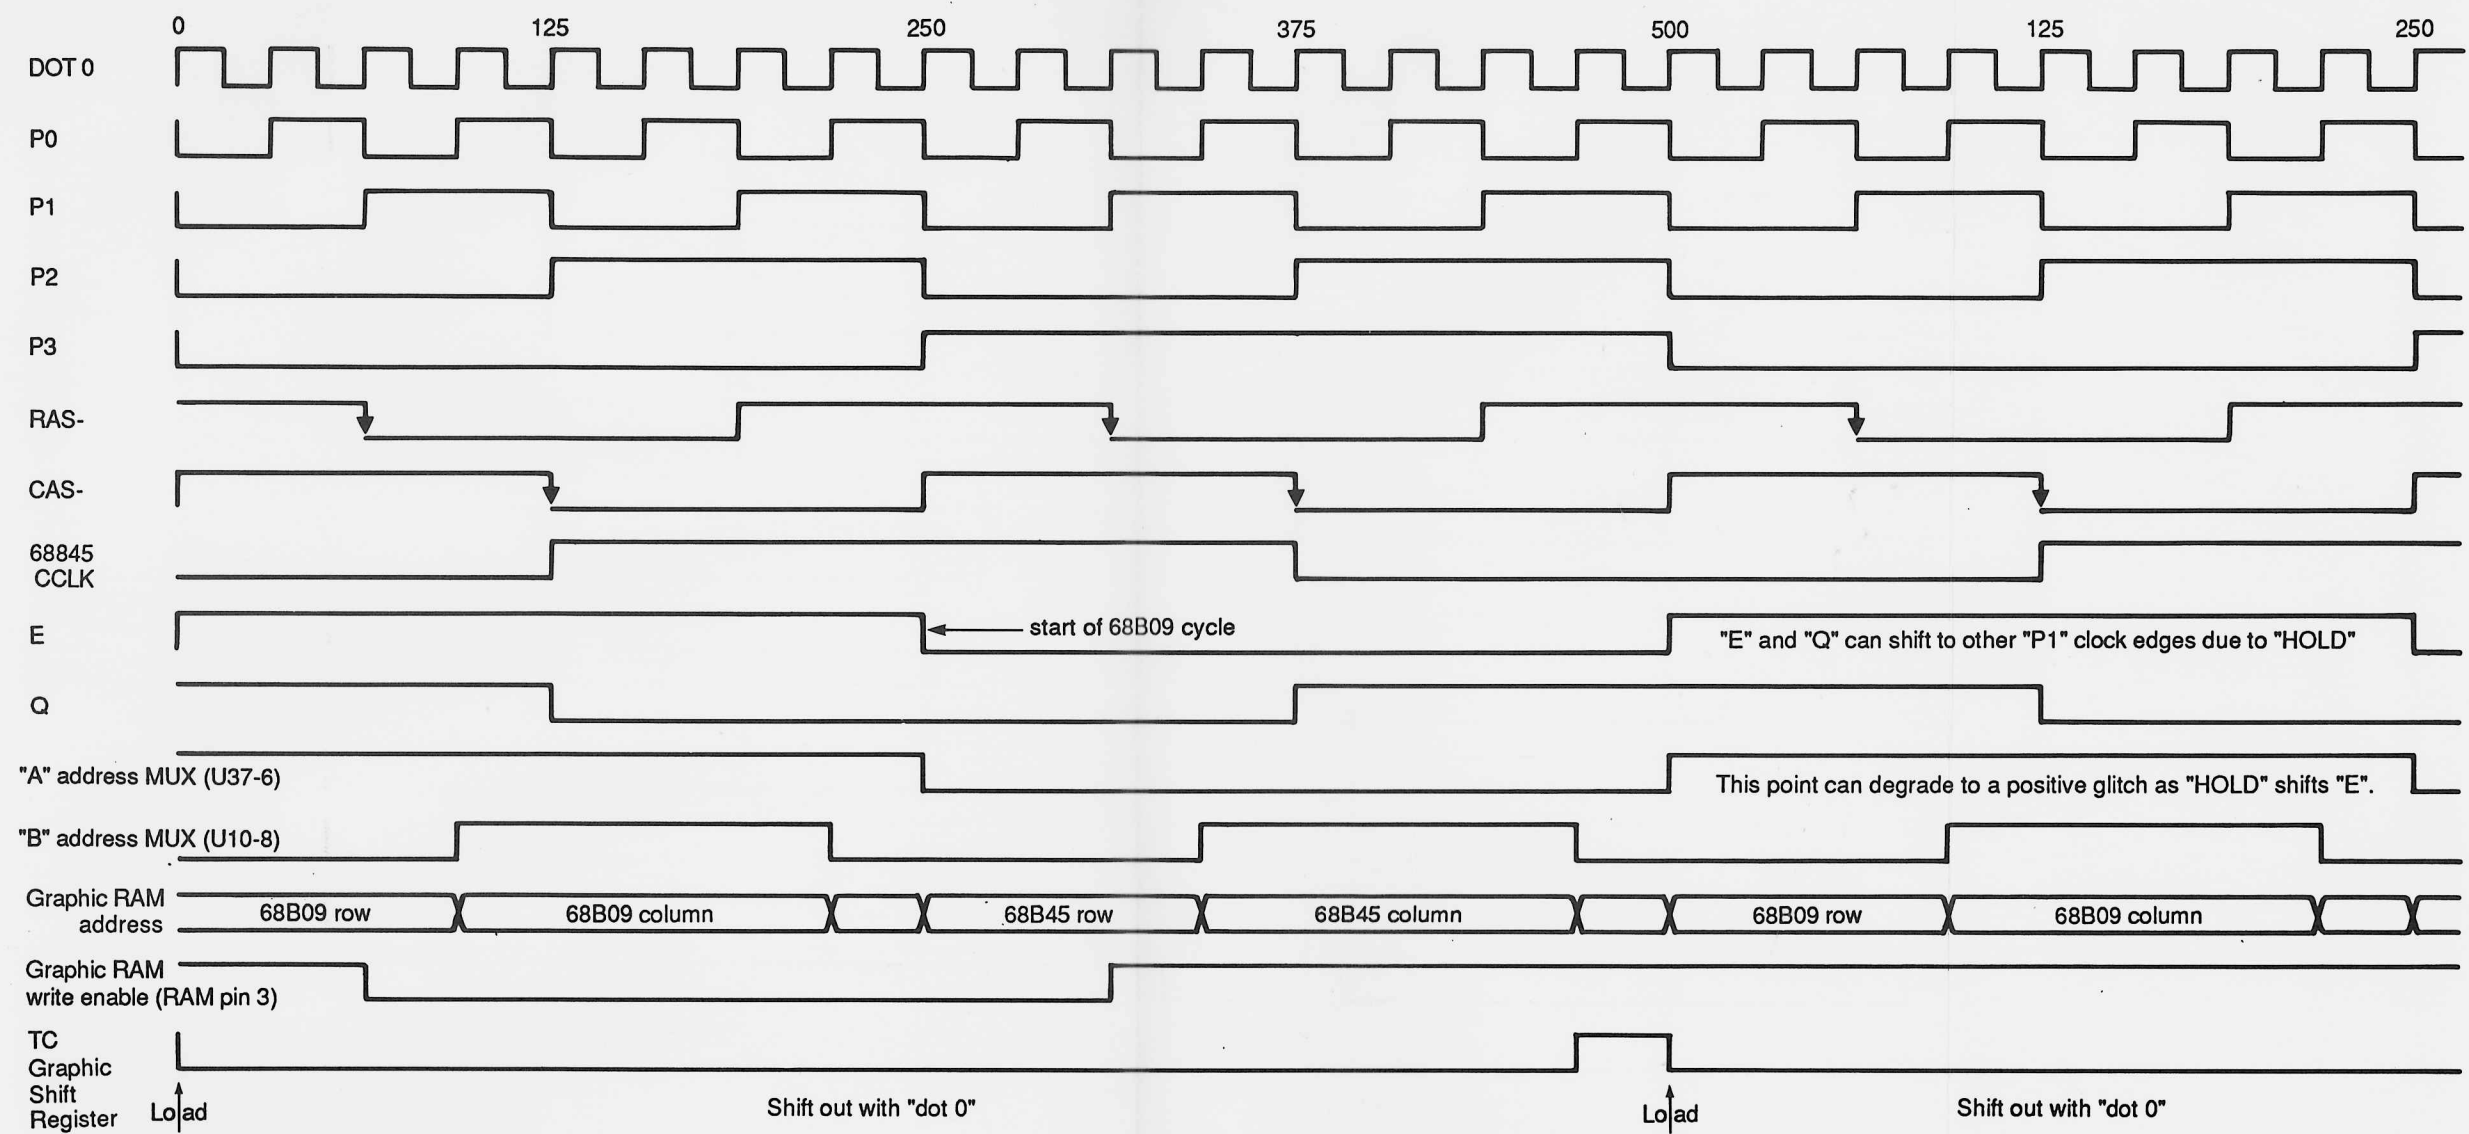 0 125 250 375 500 125 250
DOT 0
P0
P1
P2
P3
RAS-
CAS-
68845
CCLK
E
start of 68B09 cycle
"E" and "Q" can shift to other "P1" clock edges due to "HOLD"
Q
"A" address MUX (U37-6)
This point can degrade to a positive glitch as "HOLD" shifts "E".
"B" address MUX (U10-8)
Graphic RAM
address
68B09 row 68B09 column 68B45 row 68B45 column 68B09 row 68B09 column
Graphic RAM
write enable (RAM pin 3)
TC
Graphic
Shift
Register
Load Shift out with "dot 0" Load Shift out with "dot 0"